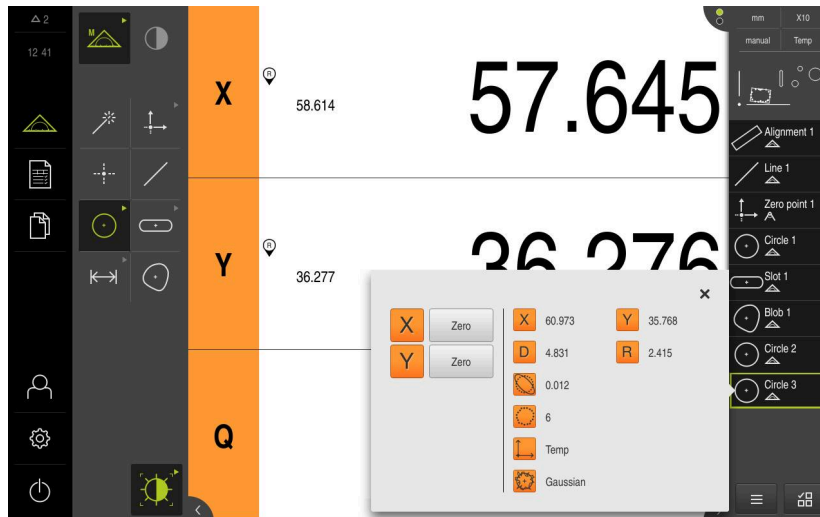 2
12 41
M
X
R
58.614
57.645
Y
R
36.277
36.276
Q
X
Zero
Y
Zero
X
60.973
Y
35.768
D
4.831
R
2.415
0.012
6
Temp
Gaussian
mm
X10
manual
Temp
Alignment 1
Line 1
Zero point 1
Circle 1
Slot 1
Blob 1
Circle 2
Circle 3